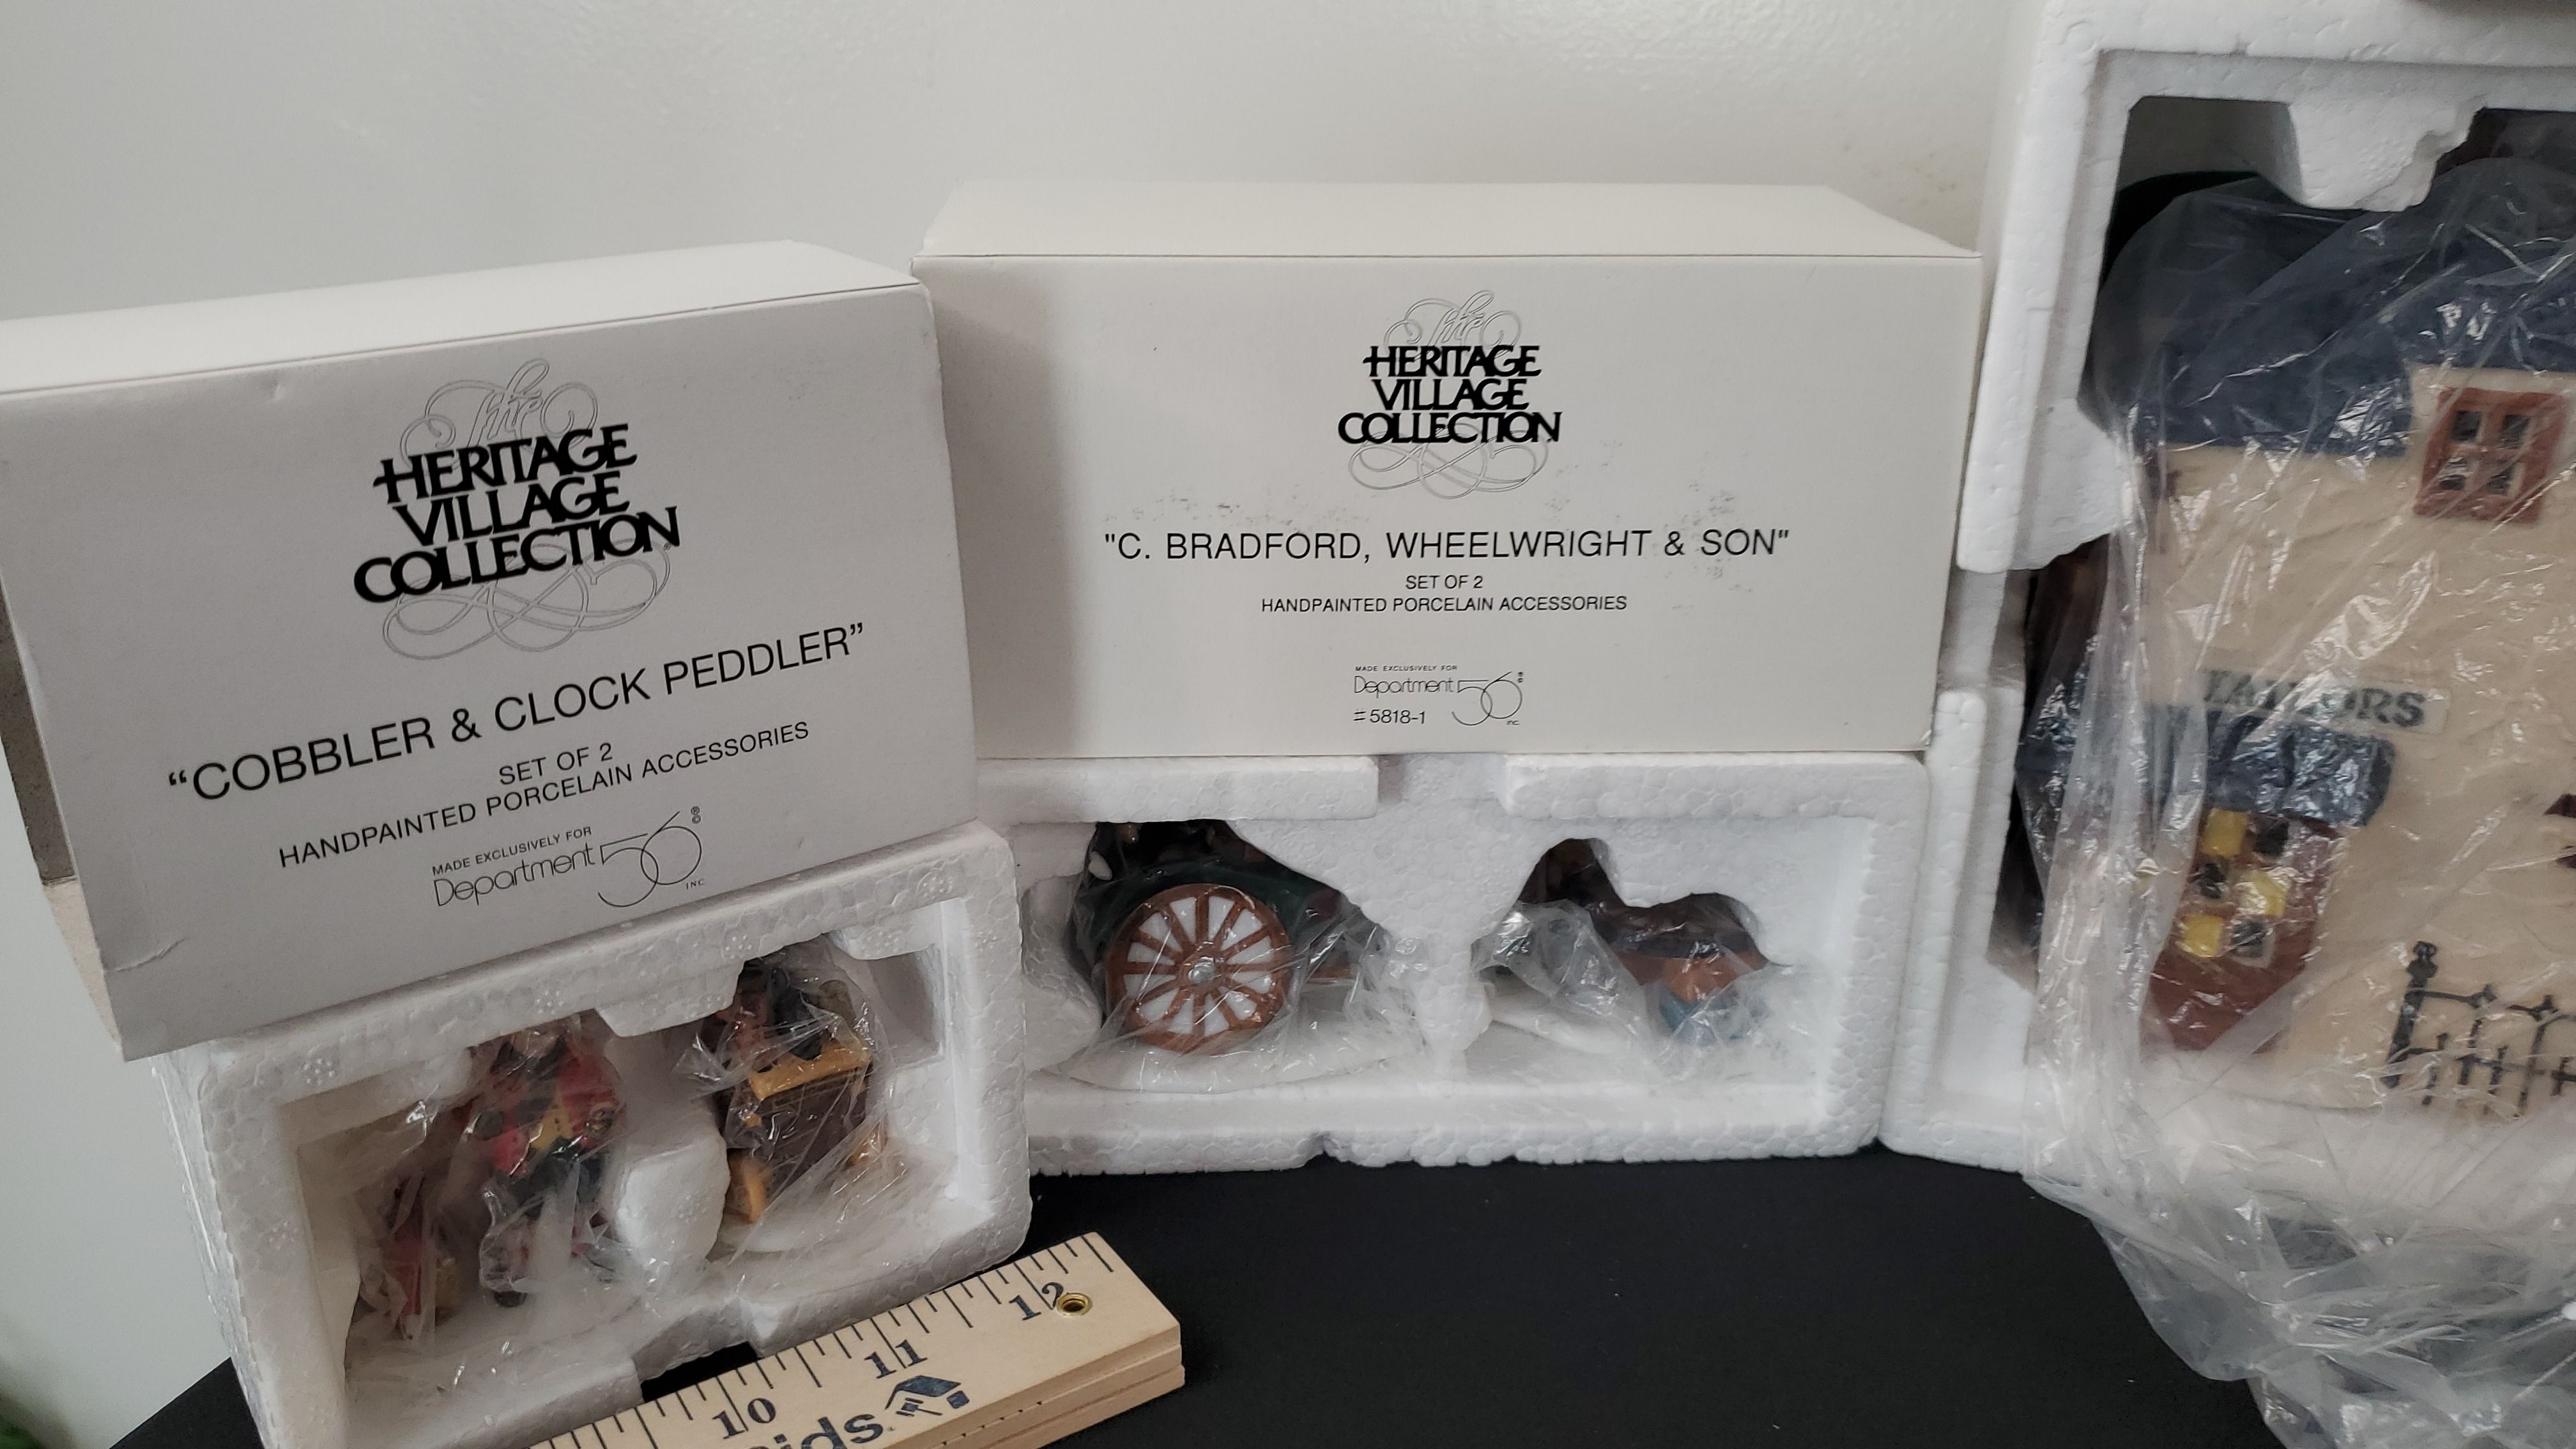 The
HERITAGE
VILLAGE
COLLECTION
“COBBLER & CLOCK PEDDLER”
SET OF 2
HANDPAINTED PORCELAIN ACCESSORIES
MADE EXCLUSIVELY FOR
Department 56 ®©
INC.
The
HERITAGE
VILLAGE
COLLECTION
"C. BRADFORD, WHEELWRIGHT & SON"
SET OF 2
HANDPAINTED PORCELAIN ACCESSORIES
MADE EXCLUSIVELY FOR
Department 56
#5818-1 INC.
TAILORS
10 11 12